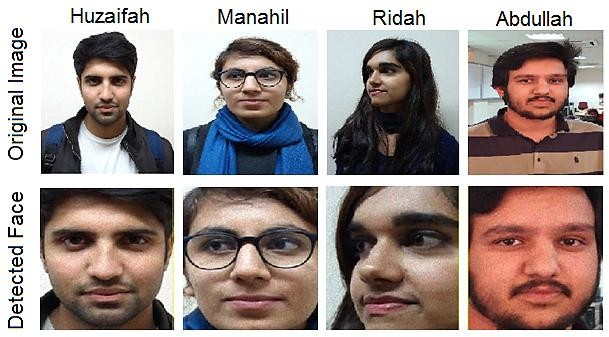 Huzaifah Manahil Ridah Abdullah
Original Image
Detected Face